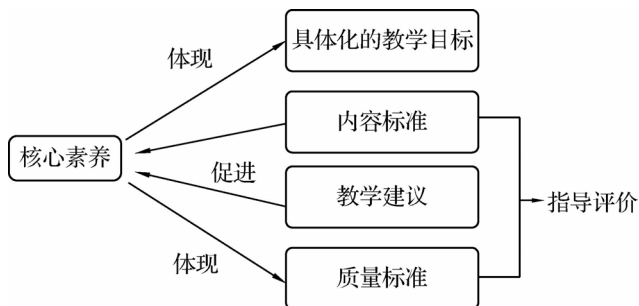 具体化的教学目标
体现
内容标准
核心素养
促进
教学建议
指导评价
体现
质量标准